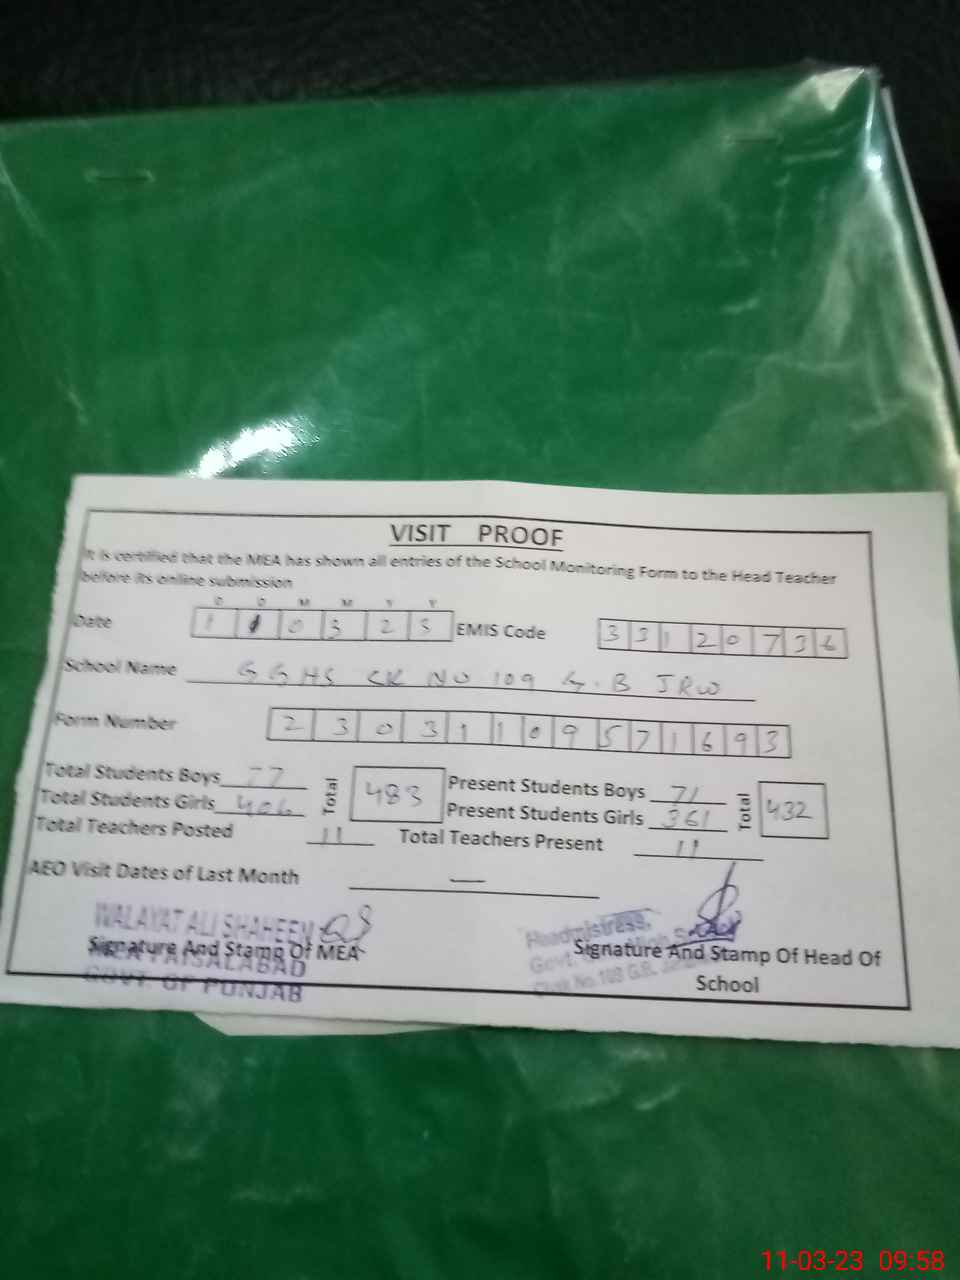 VISIT PROOF
It is certified that the MEA has shown all entries of the School Monitoring Form to the Head Teacher
before its online submission
D D M M Y Y
Date 1 1 0 3 2 3 EMIS Code 3 3 1 2 0 7 3 6
School Name GGHS CK NO 109 G.B JRW
Form Number 2 3 0 3 1 1 0 9 5 7 1 6 9 3
Total Students Boys 77 Total 483 Present Students Boys 71 Total 432
Total Students Girls 406 Present Students Girls 361
Total Teachers Posted 11 Total Teachers Present 11
AEO Visit Dates of Last Month —
WALAYAT ALI SHAHEEN
Headmistress,
Signature And Stamp Of MEA
Signature And Stamp Of Head Of
School
FAISALABAD
GOVT. OF PUNJAB
Govt.
Chak No. 109 G.B.
11-03-23 09:58